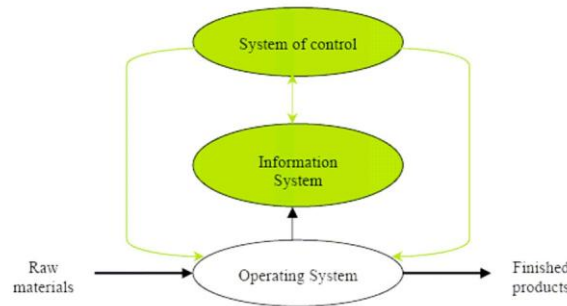 System of control
Information
System
Raw
materials
Operating System
Finished
products